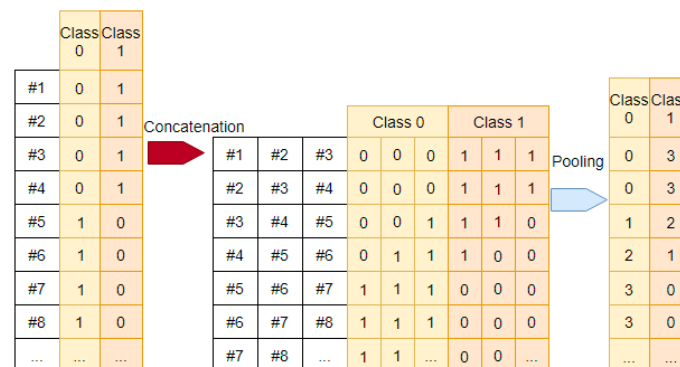 Class Class
0 1
#1 0 1
#2 0 1
#3 0 1
#4 0 1
#5 1 0
#6 1 0
#7 1 0
#8 1 0
... ... ...
Concatenation
Class 0 Class 1
#1 #2 #3 0 0 0 1 1 1
#2 #3 #4 0 0 0 1 1 1
#3 #4 #5 0 0 1 1 1 0
#4 #5 #6 0 1 1 1 0 0
#5 #6 #7 1 1 1 0 0 0
#6 #7 #8 1 1 1 0 0 0
#7 #8 ... 1 1 ... 0 0 ...
Pooling
Class Clas
0 1
0 3
0 3
1 2
2 1
3 0
3 0
... ...